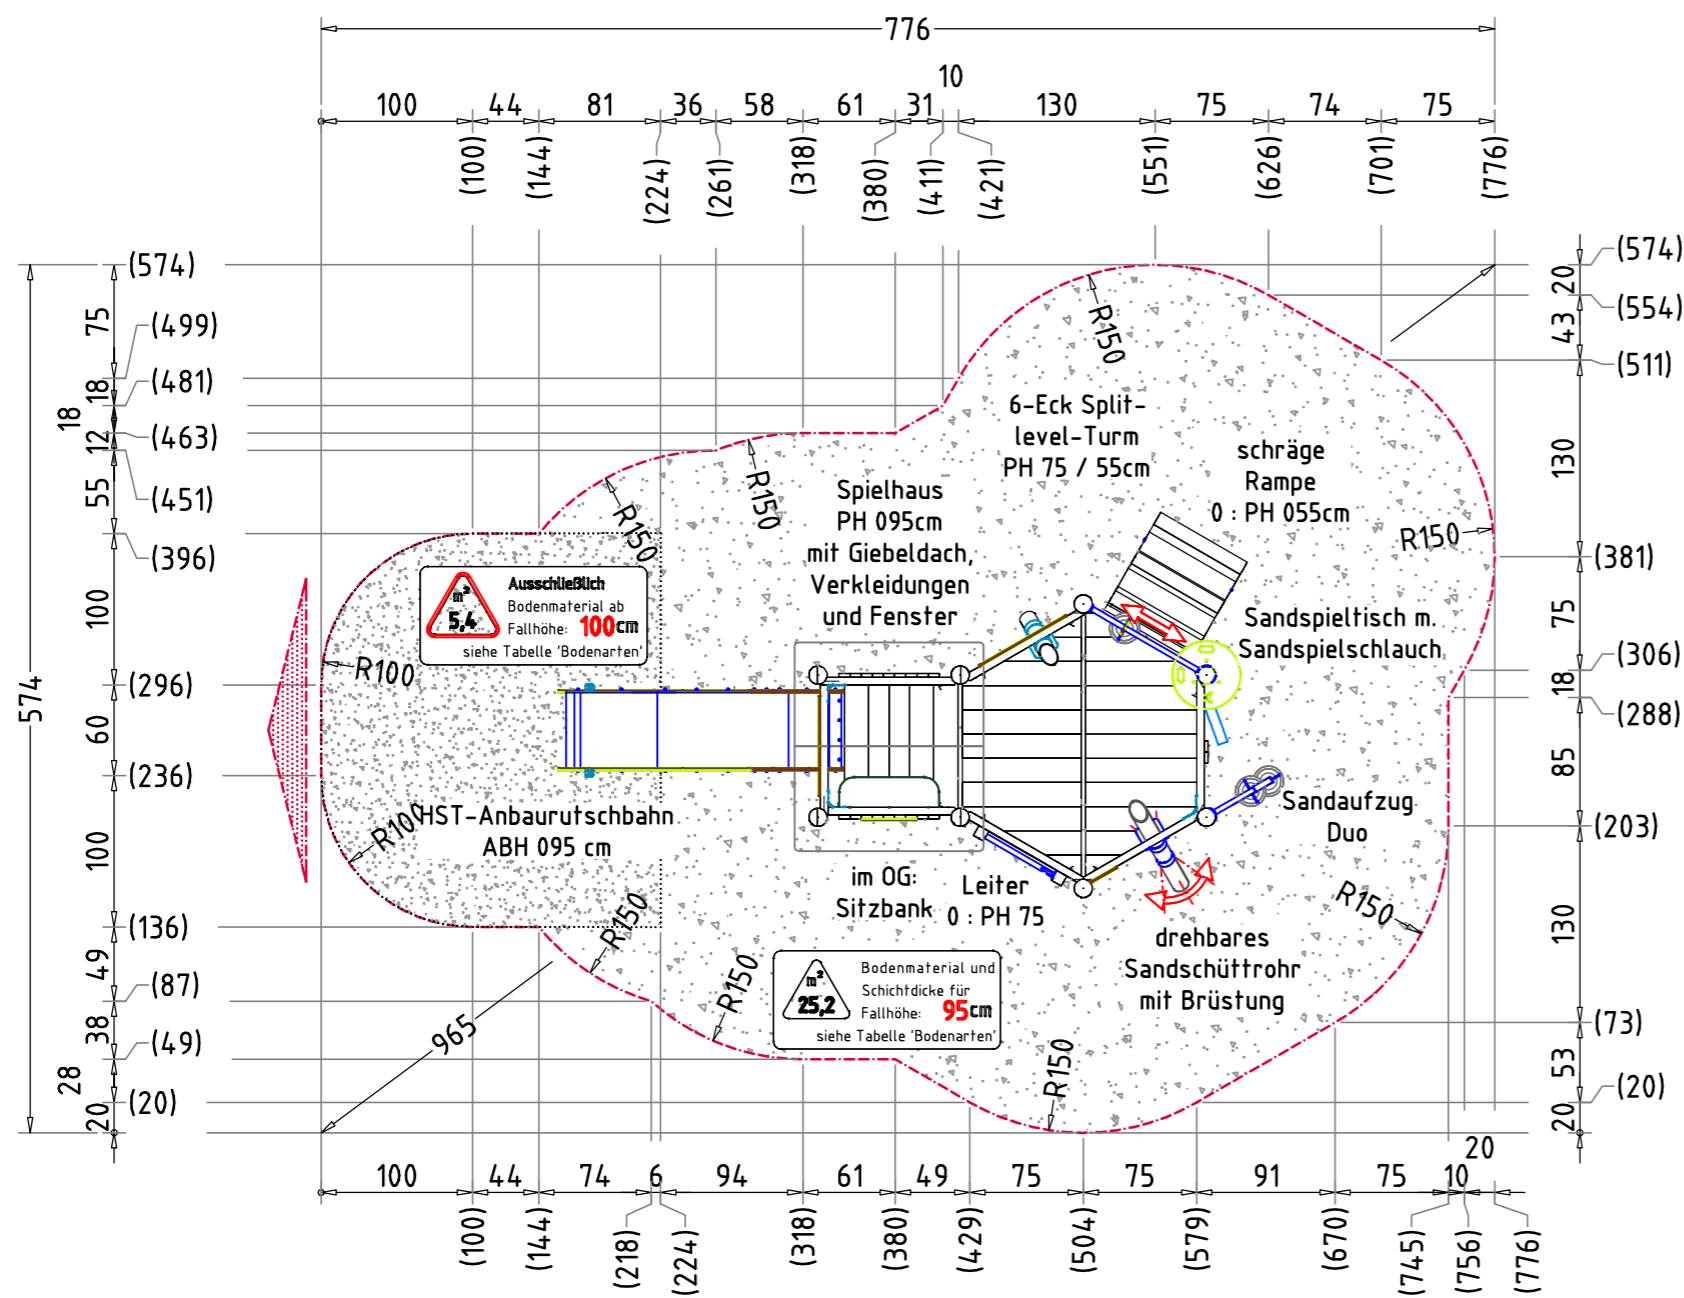 776
10
100 44 81 36 58 61 31 130 75 74 75
(100) (144) (224) (261) (318) (380) (411) (421) (551) (626) (701) (776)
574
(574)
75
(499)
18
(481)
18
(463)
12
(451)
55
(396)
100
(296)
60
(236)
100
(136)
49
(87)
38
(49)
28
(20)
20
(574)
20
(554)
43
(511)
130
(381)
75
(306)
18
(288)
85
(203)
130
(73)
53
(20)
20
R150
R150
R150
R150
R100
R100
R150
R150
R150
R150
965
6-Eck Split-
level-Turm
PH 75 / 55cm
schräge
Rampe
0 : PH 055cm
Spielhaus
PH 095cm
mit Giebeldach,
Verkleidungen
und Fenster
m²
5,4
Ausschließlich
Bodenmaterial ab
Fallhöhe: 100cm
siehe Tabelle 'Bodenarten'
Sandspieltisch m.
Sandspielschlauch
HST-Anbaurutschbahn
ABH 095 cm
Sandaufzug
Duo
im OG:
Sitzbank
Leiter
0 : PH 75
drehbares
Sandschüttrohr
mit Brüstung
m²
25,2
Bodenmaterial und
Schichtdicke für
Fallhöhe: 95cm
siehe Tabelle 'Bodenarten'
20
100 44 74 6 94 61 49 75 75 91 75 10
(100) (144) (218) (224) (318) (380) (429) (504) (579) (670) (745) (756) (776)